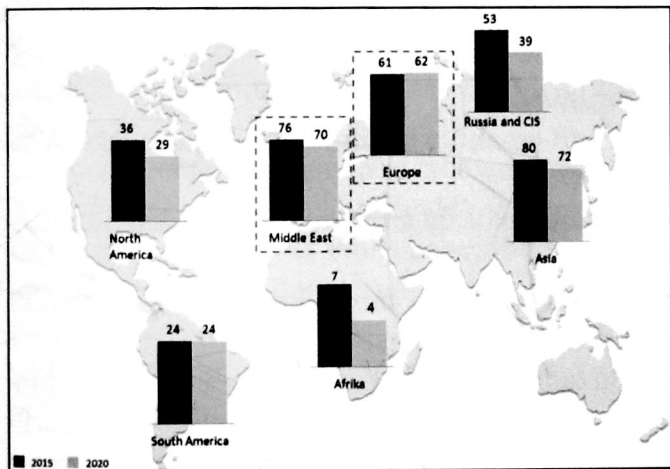 53
39
Russia and CIS
61 62
Europe
76 70
Middle East
36
29
North
America
80
72
Asia
7
4
Afrika
24 24
South America
2015 2020